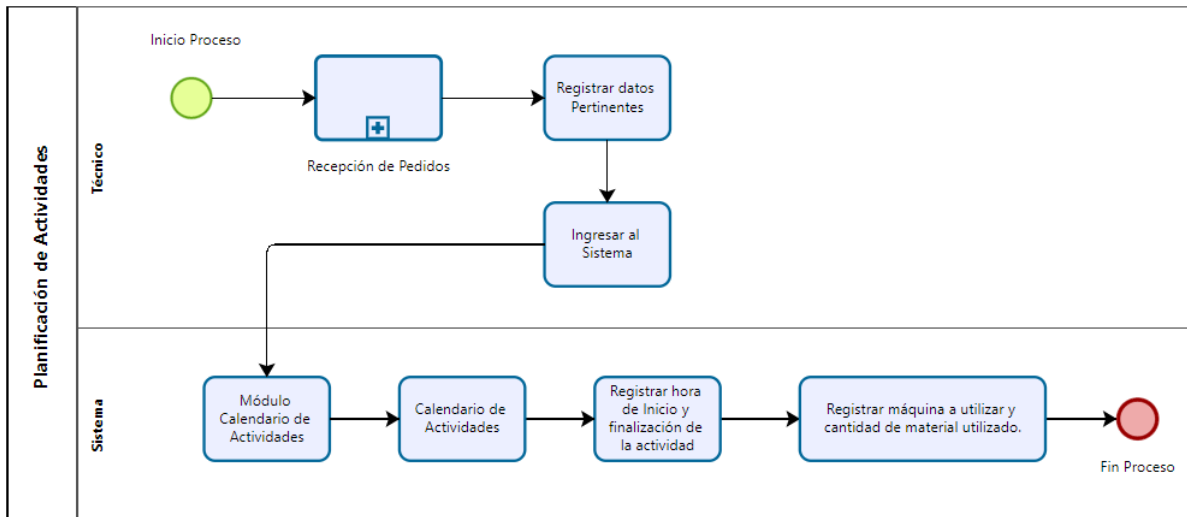 Planificación de Actividades
Técnico
Inicio Proceso
Recepción de Pedidos
Registrar datos
Pertinentes
Ingresar al
Sistema
Sistema
Módulo
Calendario de
Actividades
Calendario de
Actividades
Registrar hora
de Inicio y
finalización de
la actividad
Registrar máquina a utilizar y
cantidad de material utilizado.
Fin Proceso